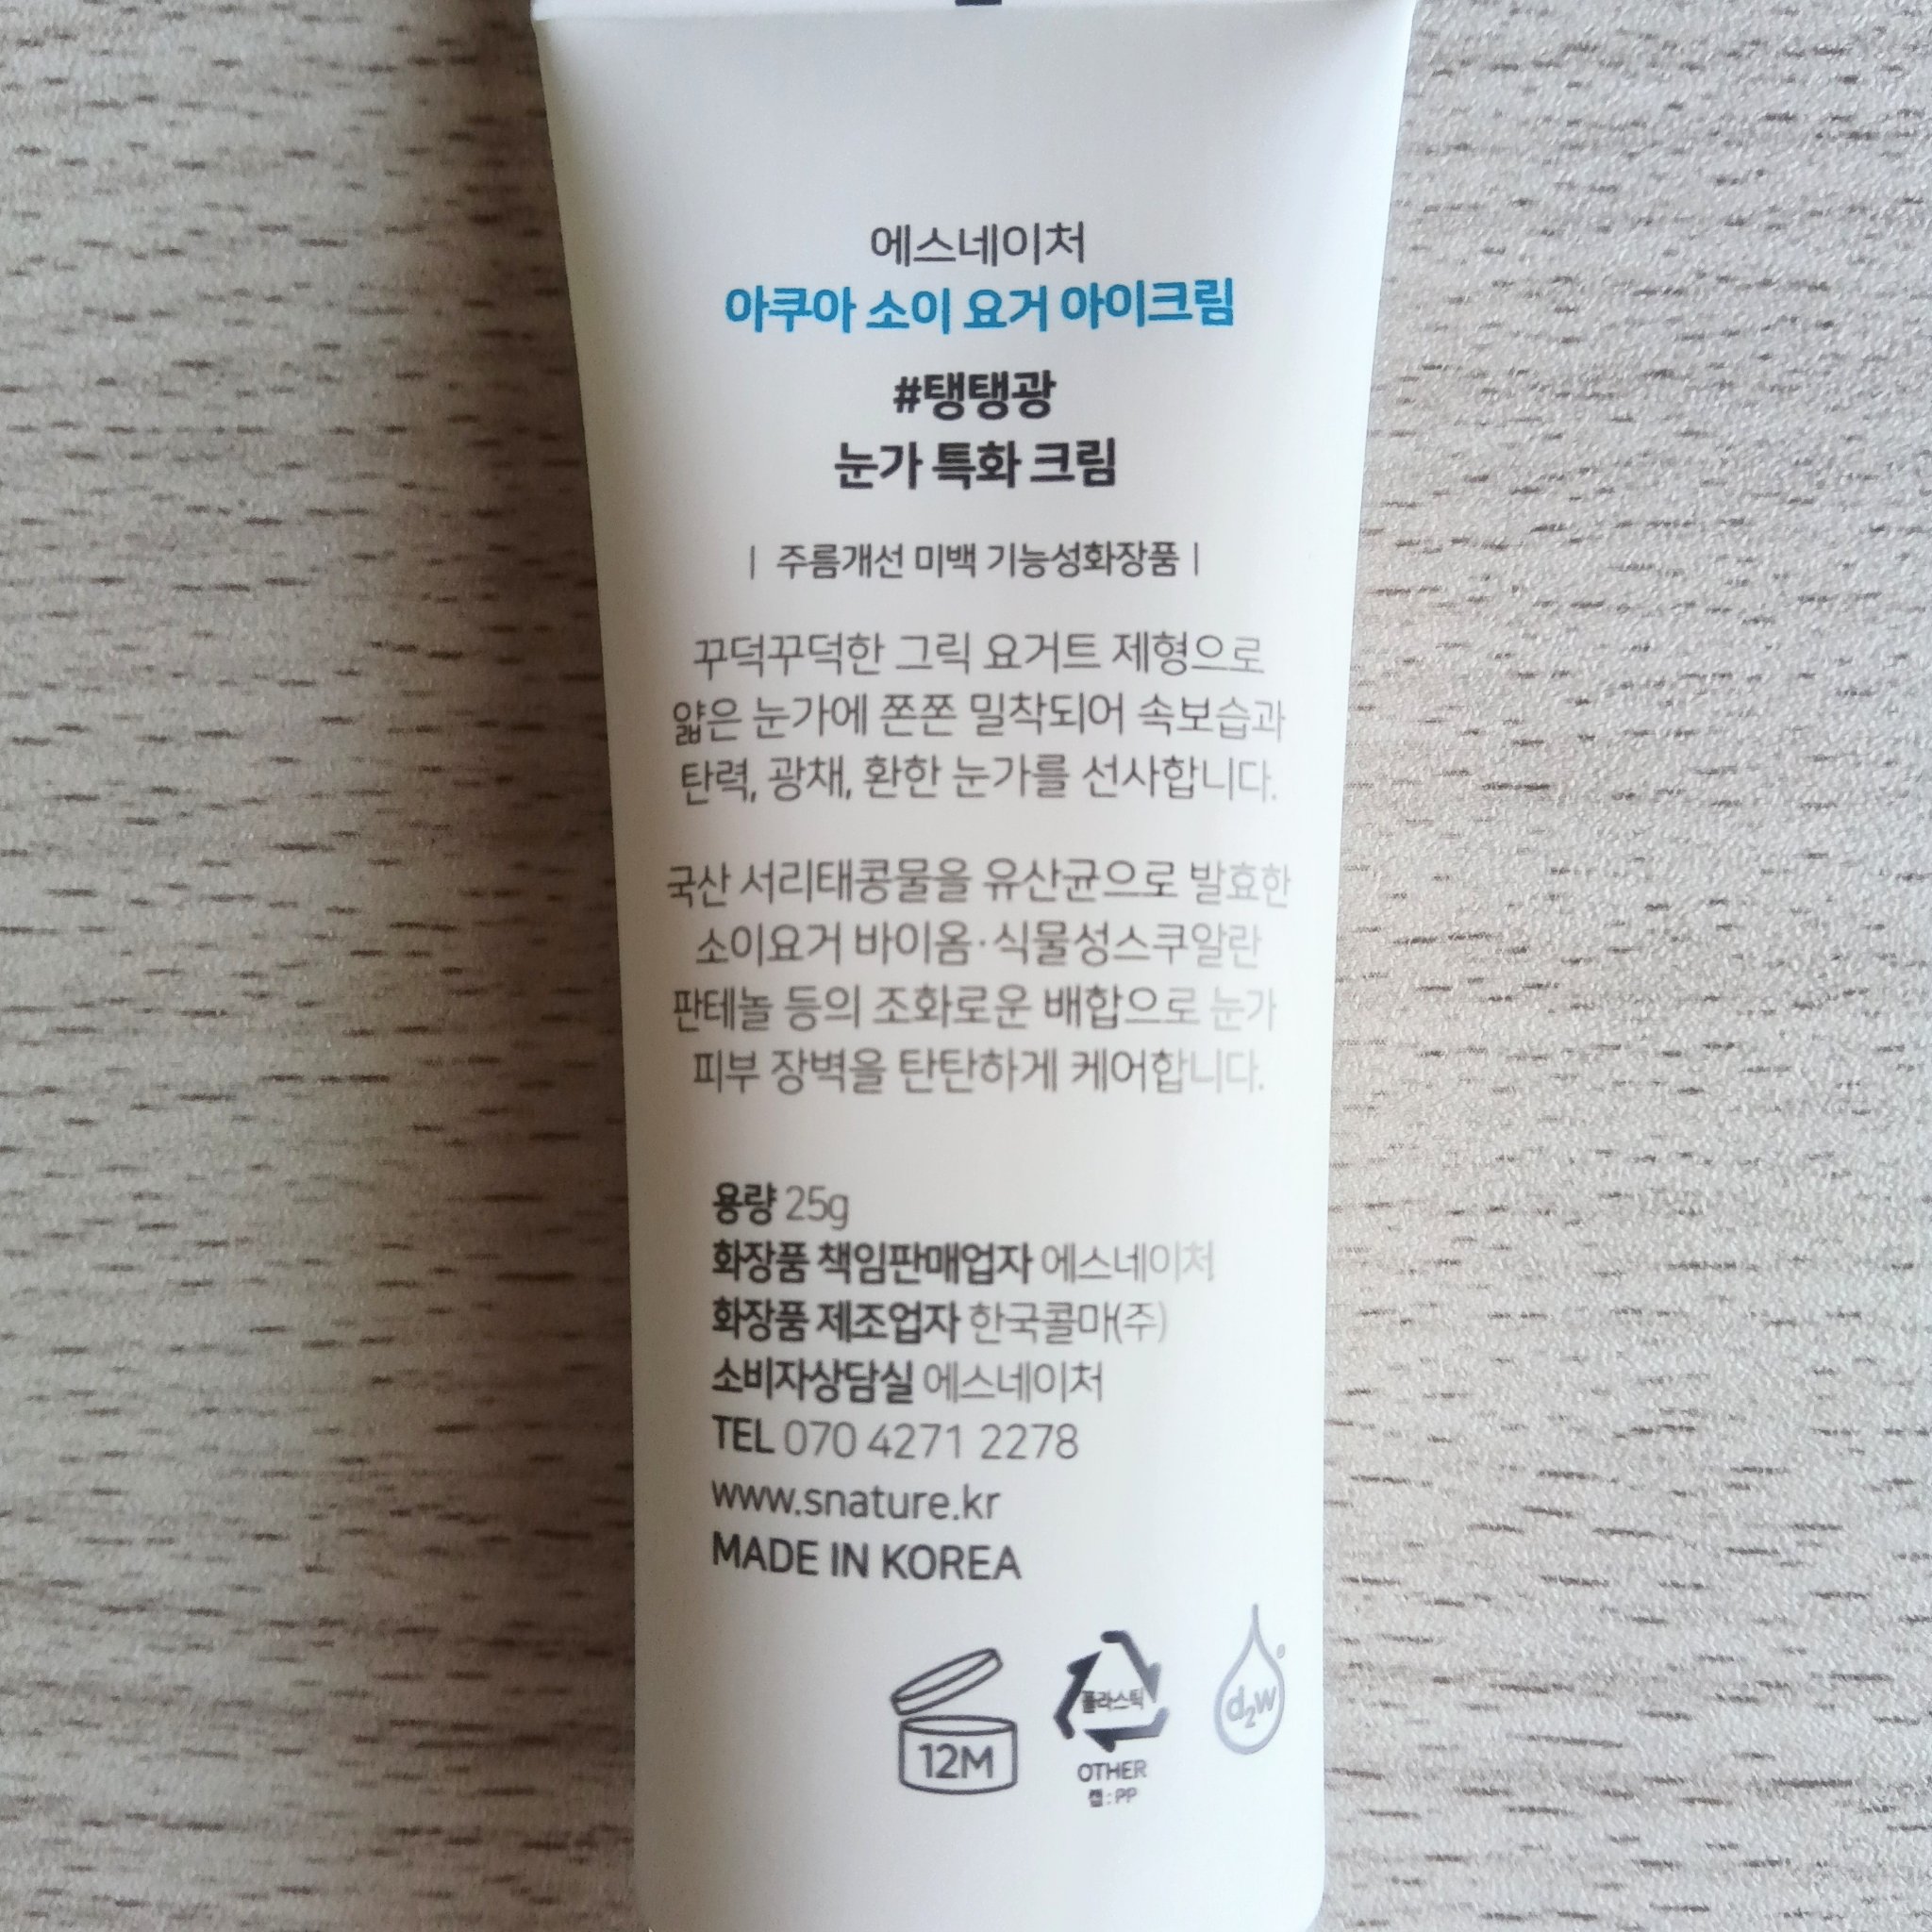 에스네이처
아쿠아 소이 요거 아이크림
#탱탱광
눈가 특화 크림
| 주름개선 미백 기능성화장품 |
꾸덕꾸덕한 그릭 요거트 제형으로
얇은 눈가에 쫀쫀 밀착되어 속보습과
탄력, 광채, 환한 눈가를 선사합니다.
국산 서리태콩물을 유산균으로 발효한
소이요거 바이옴·식물성스쿠알란
판테놀 등의 조화로운 배합으로 눈가
피부 장벽을 탄탄하게 케어합니다.
용량 25g
화장품 책임판매업자 에스네이처
화장품 제조업자 한국콜마(주)
소비자상담실 에스네이처
TEL 070 4271 2278
www.snature.kr
MADE IN KOREA
12M
플라스틱
OTHER
캡:PP
d2w®